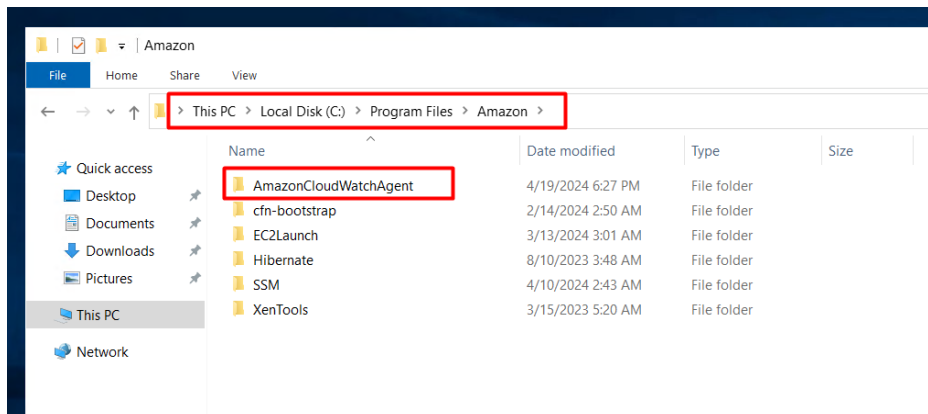 Amazon
File Home Share View
This PC > Local Disk (C:) > Program Files > Amazon >
Name Date modified Type Size
Quick access
Desktop
Documents
Downloads
Pictures
This PC
Network
AmazonCloudWatchAgent 4/19/2024 6:27 PM File folder
cfn-bootstrap 2/14/2024 2:50 AM File folder
EC2Launch 3/13/2024 3:01 AM File folder
Hibernate 8/10/2023 3:48 AM File folder
SSM 4/10/2024 2:43 AM File folder
XenTools 3/15/2023 5:20 AM File folder